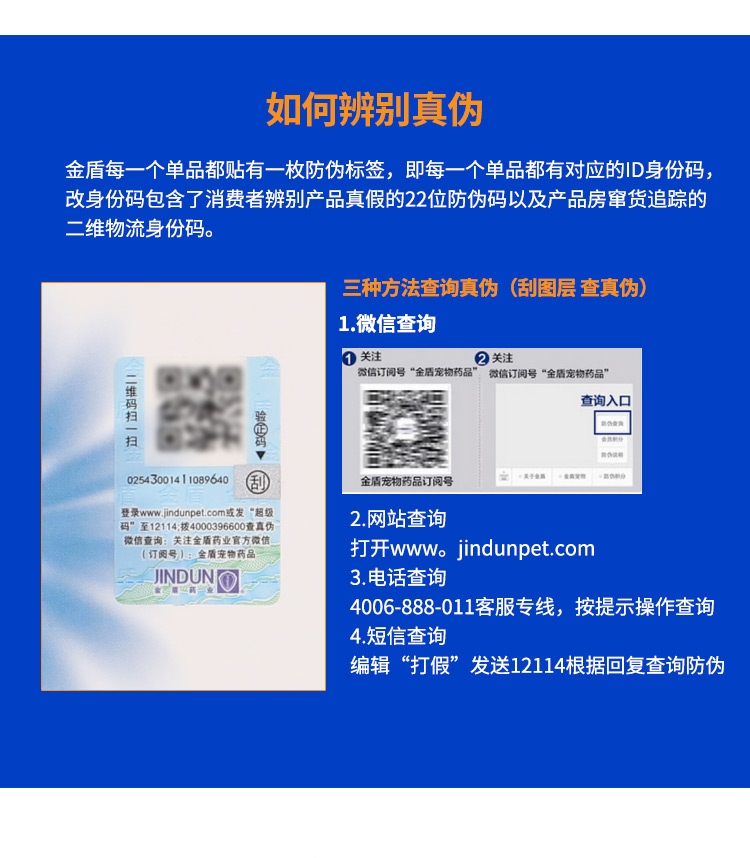 如何辨别真伪
金盾每一个单品都贴有一枚防伪标签，即每一个单品都有对应的ID身份码，
改身份码包含了消费者辨别产品真假的22位防伪码以及产品房窜货追踪的
二维物流身份码。
二维码扫一扫
验正码
02543001411089640
刮
登录www.jindunpet.com或发“超级
码”至12114;拨4000396600查真伪
微信查询：关注金盾药业官方微信
（订阅号）：金盾宠物药品
JINDUN
金盾药业
三种方法查询真伪（刮图层 查真伪）
1.微信查询
1 关注
微信订阅号“金盾宠物药品”
金盾宠物药品订阅号
2 关注
微信订阅号“金盾宠物药品”
查询入口
防伪查询
会员积分
防伪说明
关于金盾
金盾宠物
防伪积分
2.网站查询
打开www。jindunpet.com
3.电话查询
4006-888-011客服专线，按提示操作查询
4.短信查询
编辑“打假”发送12114根据回复查询防伪